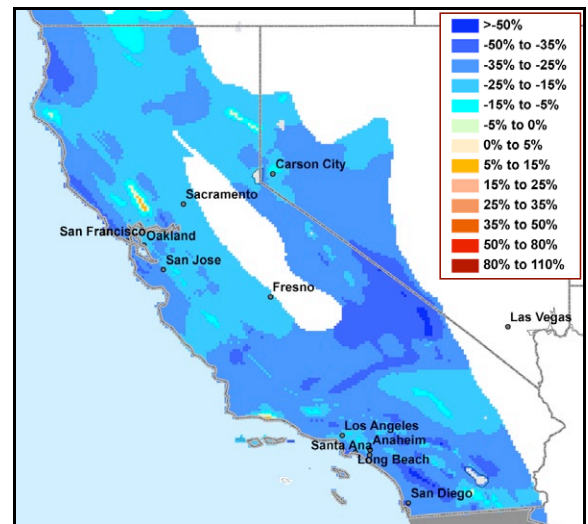 >-50%
-50% to -35%
-35% to -25%
-25% to -15%
-15% to -5%
-5% to 0%
0% to 5%
5% to 15%
15% to 25%
25% to 35%
35% to 50%
50% to 80%
80% to 110%
Carson City
Sacramento
San Francisco
Oakland
San Jose
Fresno
Las Vegas
Los Angeles
Santa Ana
Anaheim
Long Beach
San Diego